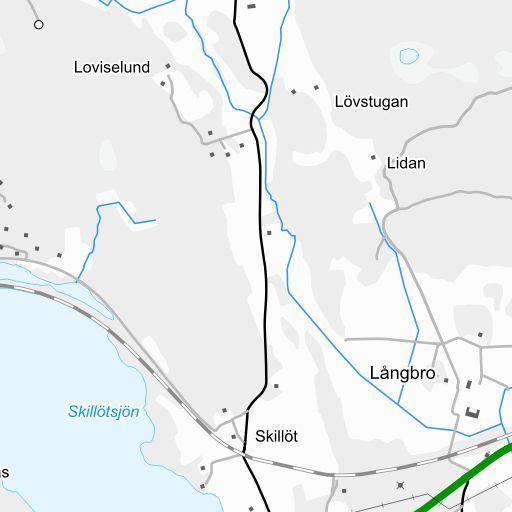 Loviselund
Lövstugan
Lidan
Långbro
Skillötsjön
Skillöt